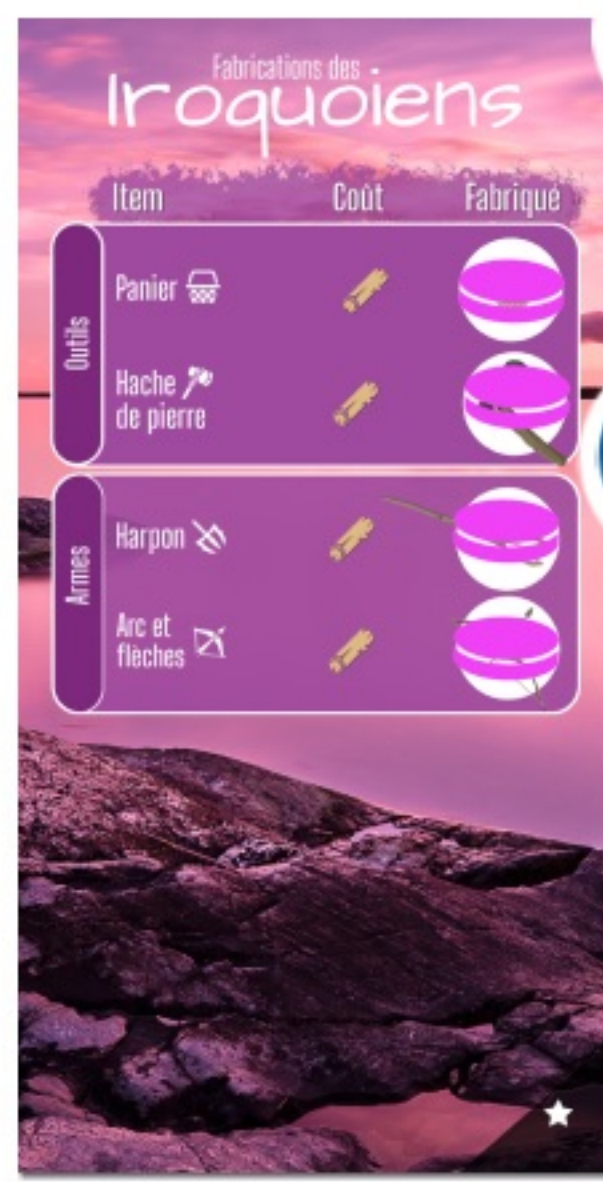 Fabrications des
Iroquoiens
Item Coût Fabriqué
Outils
Panier
Hache
de pierre
Armes
Harpon
Arc et
flèches